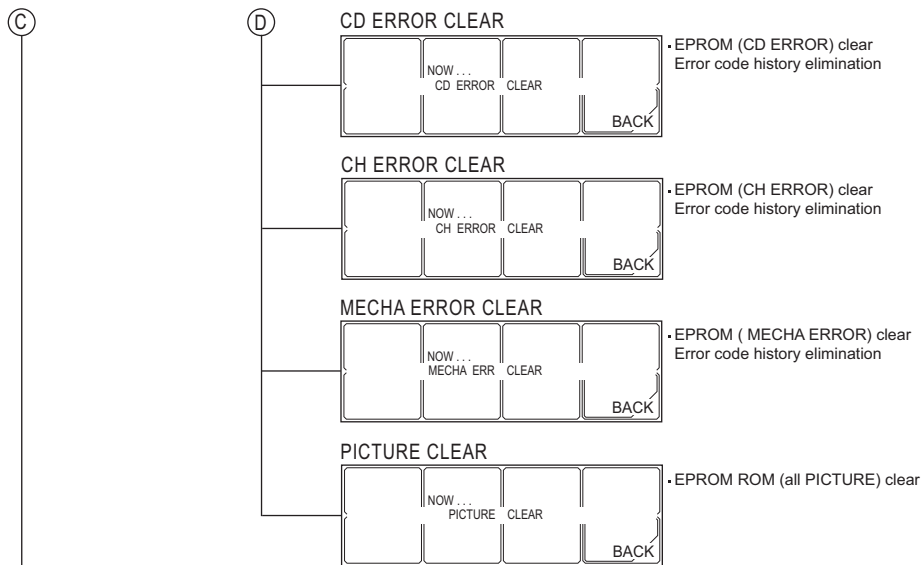 C
D
CD ERROR CLEAR
NOW . . .
CD ERROR CLEAR
BACK
▪ EPROM (CD ERROR) clear
Error code history elimination
CH ERROR CLEAR
NOW . . .
CH ERROR CLEAR
BACK
▪ EPROM (CH ERROR) clear
Error code history elimination
MECHA ERROR CLEAR
NOW . . .
MECHA ERR CLEAR
BACK
▪ EPROM ( MECHA ERROR) clear
Error code history elimination
PICTURE CLEAR
NOW . . .
PICTURE CLEAR
BACK
▪ EPROM ROM (all PICTURE) clear